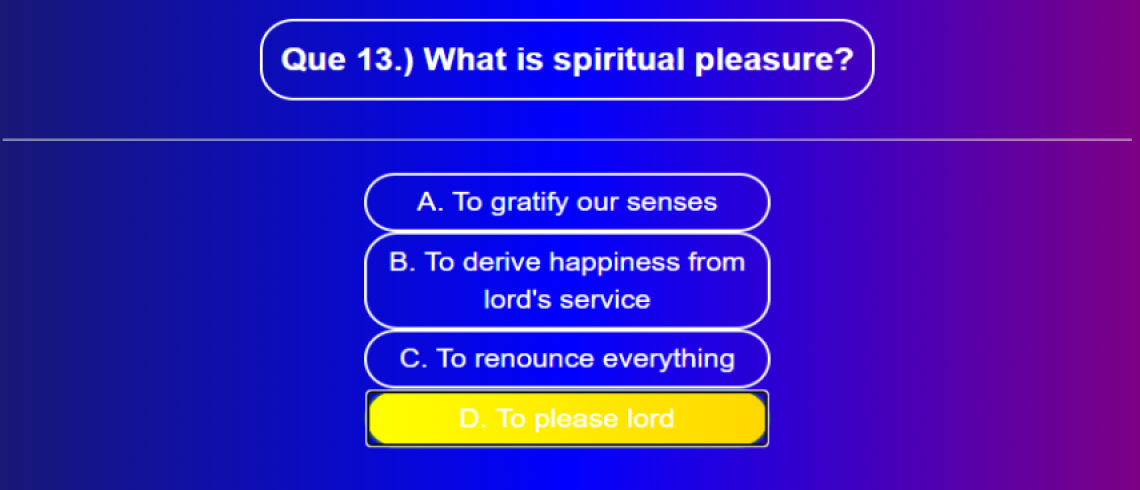 Que 13.) What is spiritual pleasure?
A. To gratify our senses
B. To derive happiness from
lord's service
C. To renounce everything
D. To please lord